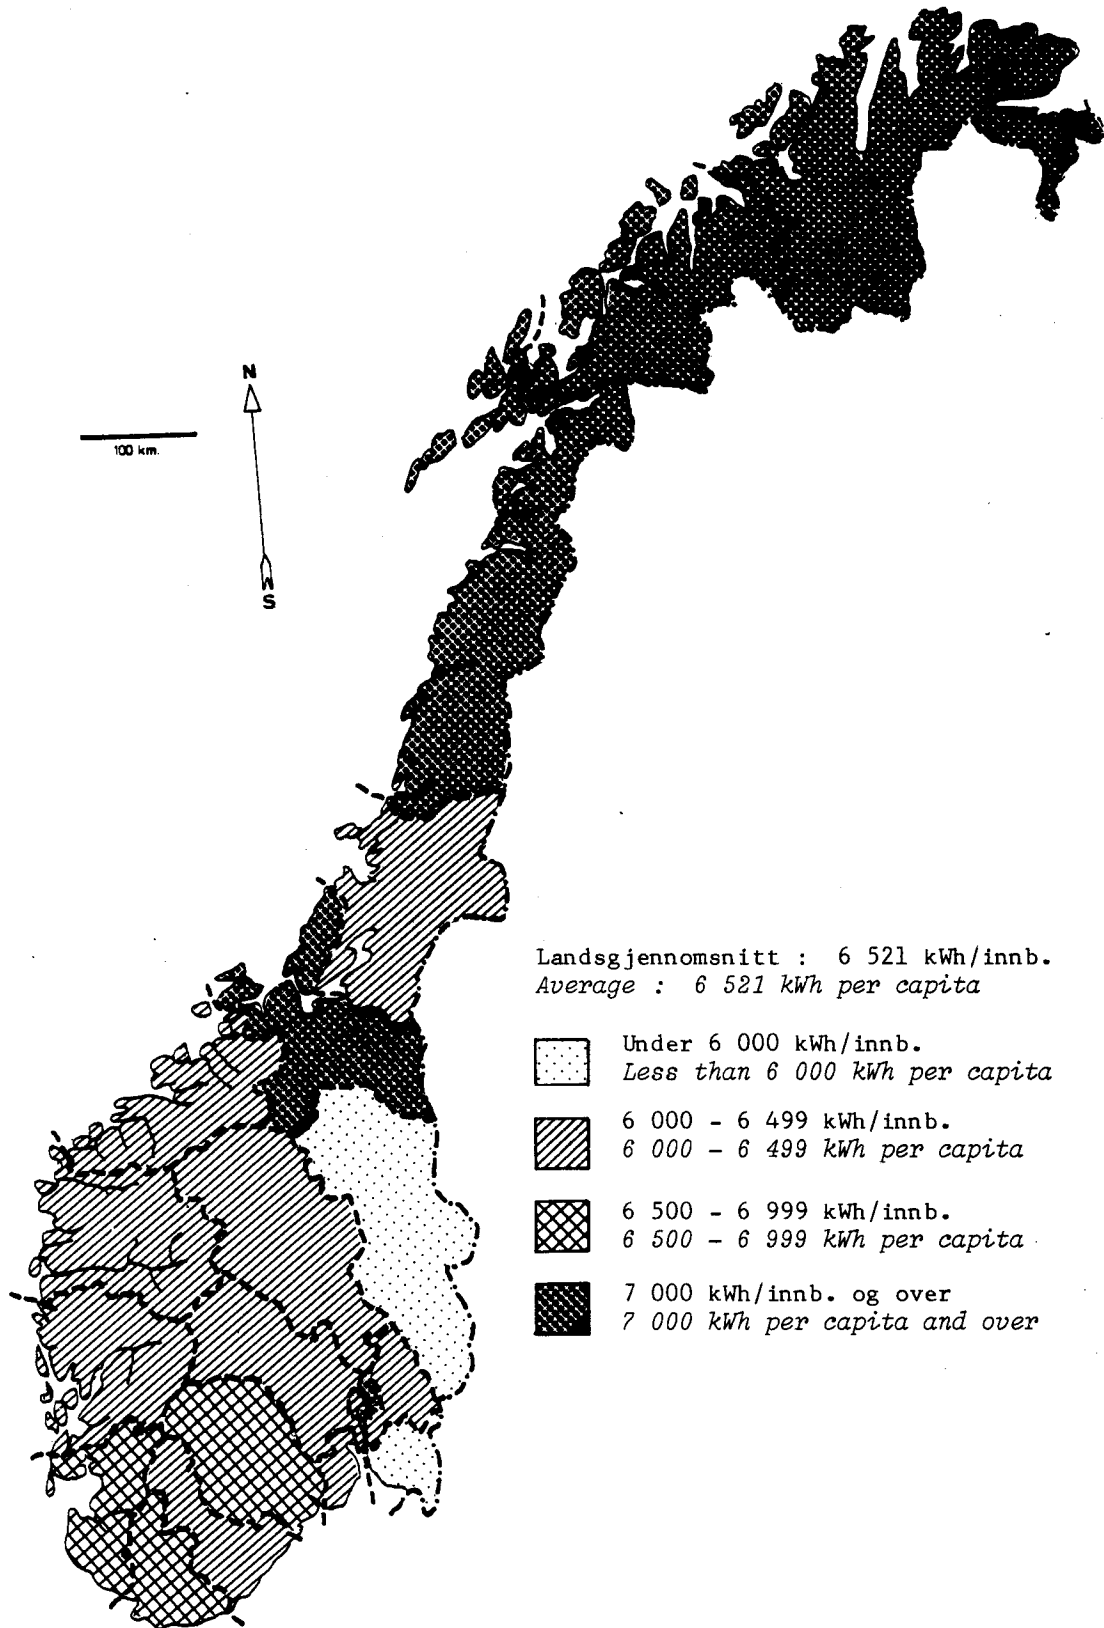 N
100 km.
S
Landsgjennomsnitt : 6 521 kWh/innb.
Average : 6 521 kWh per capita
Under 6 000 kWh/innb.
Less than 6 000 kWh per capita
6 000 - 6 499 kWh/innb.
6 000 - 6 499 kWh per capita
6 500 - 6 999 kWh/innb.
6 500 - 6 999 kWh per capita
7 000 kWh/innb. og over
7 000 kWh per capita and over